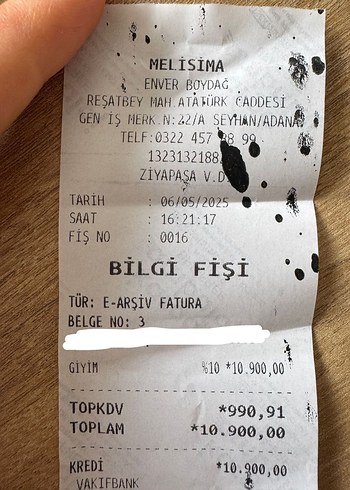 MELİSİMA
ENVER BOYDAĞ
REŞATBEY MAH.ATATÜRK CADDESİ
GEN İŞ MERK.N:22/A SEYHAN/ADANA
TELF:0322 457 99
ZİYAPAŞA V.D
TARİH : 06/05/2025
SAAT : 16:21:17
FİŞ NO : 0016
BİLGİ FİŞİ
TÜR: E-ARŞİV FATURA
BELGE NO: 3
GİYİM %10 *10.900,00
TOPKDV *990,91
TOPLAM *10.900,00
KREDİ *10.900,00
VAKIFBANK